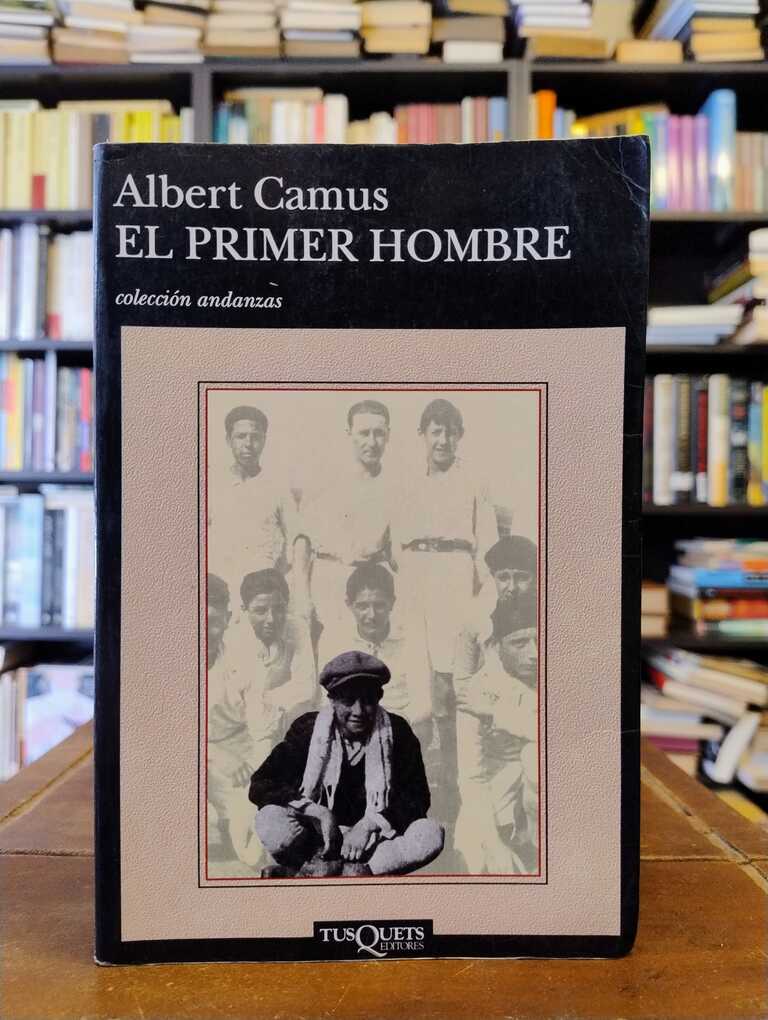 Albert Camus
EL PRIMER HOMBRE
colección andanzas
TUSQUETS
EDITORES